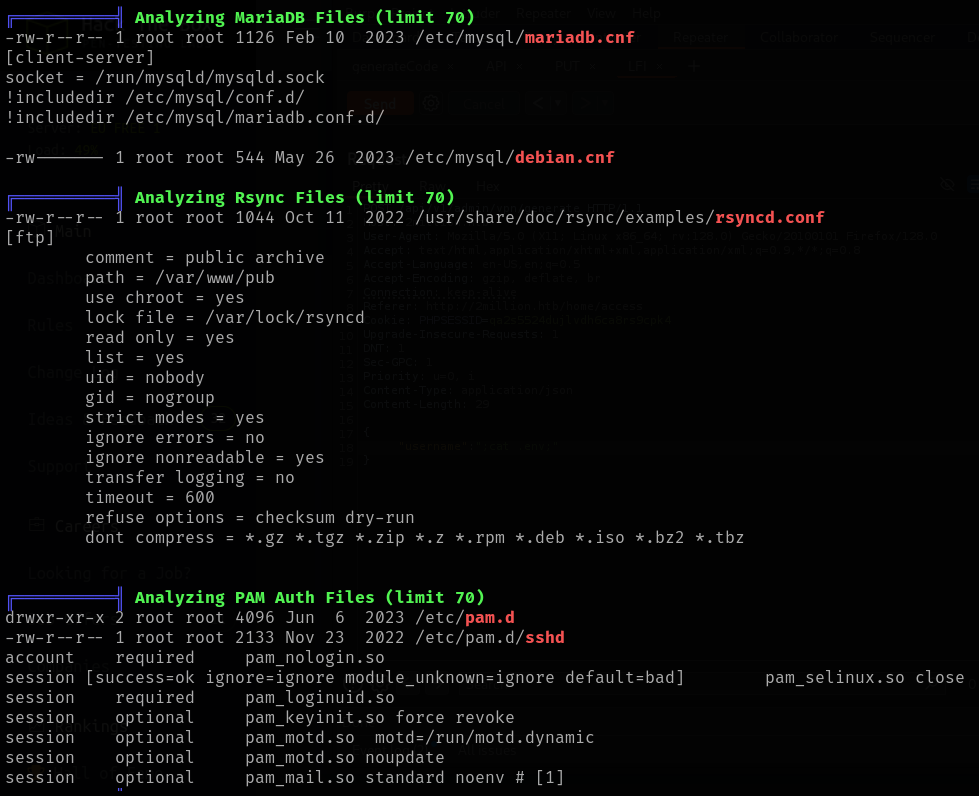 Analyzing MariaDB Files (limit 70)
-rw-r--r-- 1 root root 1126 Feb 10  2023 /etc/mysql/mariadb.cnf
[client-server]
socket = /run/mysqld/mysqld.sock
!includedir /etc/mysql/conf.d/
!includedir /etc/mysql/mariadb.conf.d/
-rw------- 1 root root 544 May 26  2023 /etc/mysql/debian.cnf
Analyzing Rsync Files (limit 70)
-rw-r--r-- 1 root root 1044 Oct 11  2022 /usr/share/doc/rsync/examples/rsyncd.conf
[ftp]
        comment = public archive
        path = /var/www/pub
        use chroot = yes
        lock file = /var/lock/rsyncd
        read only = yes
        list = yes
        uid = nobody
        gid = nogroup
        strict modes = yes
        ignore errors = no
        ignore nonreadable = yes
        transfer logging = no
        timeout = 600
        refuse options = checksum dry-run
        dont compress = *.gz *.tgz *.zip *.z *.rpm *.deb *.iso *.bz2 *.tbz
Analyzing PAM Auth Files (limit 70)
drwxr-xr-x 2 root root 4096 Jun  6  2023 /etc/pam.d
-rw-r--r-- 1 root root 2133 Nov 23  2022 /etc/pam.d/sshd
account    required     pam_nologin.so
session [success=ok ignore=ignore module_unknown=ignore default=bad]        pam_selinux.so close
session    required     pam_loginuid.so
session    optional     pam_keyinit.so force revoke
session    optional     pam_motd.so  motd=/run/motd.dynamic
session    optional     pam_motd.so noupdate
session    optional     pam_mail.so standard noenv # [1]